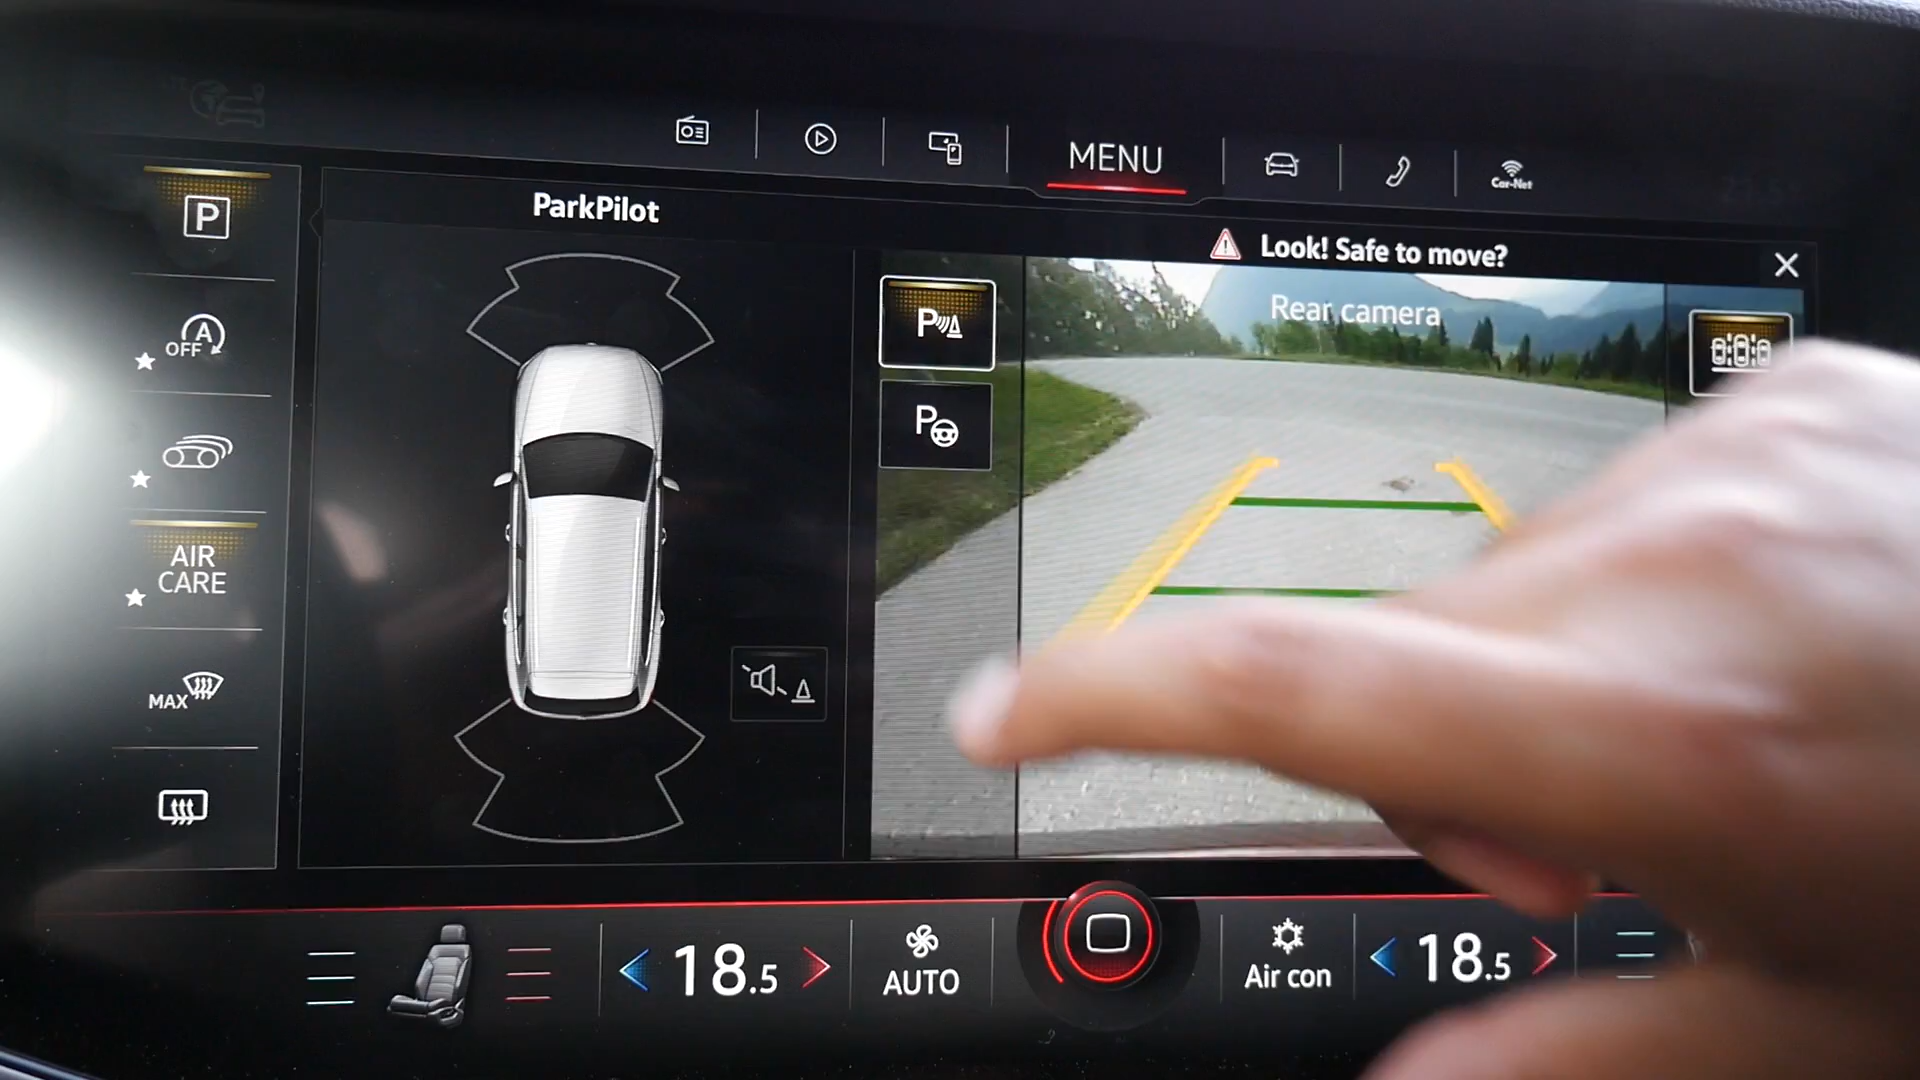 MENU
Car-Net
ParkPilot
Look! Safe to move?
Rear camera
P
A
OFF
P
P
AIR
CARE
MAX
18.5
AUTO
Air con
18.5